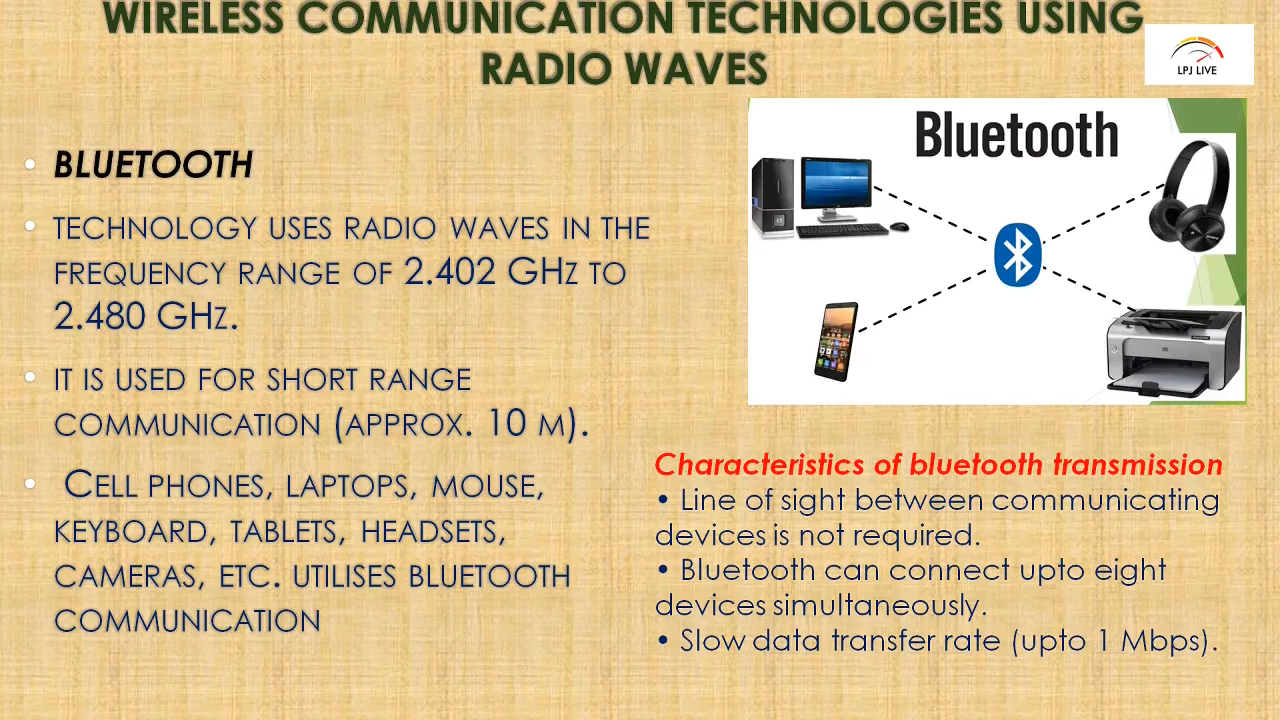 WIRELESS COMMUNICATION TECHNOLOGIES USING
RADIO WAVES
LPJ LIVE
• BLUETOOTH
• TECHNOLOGY USES RADIO WAVES IN THE
FREQUENCY RANGE OF 2.402 GHZ TO
2.480 GHZ.
• IT IS USED FOR SHORT RANGE
COMMUNICATION (APPROX. 10 M).
• CELL PHONES, LAPTOPS, MOUSE,
KEYBOARD, TABLETS, HEADSETS,
CAMERAS, ETC. UTILISES BLUETOOTH
COMMUNICATION
Bluetooth
Characteristics of bluetooth transmission
• Line of sight between communicating
devices is not required.
• Bluetooth can connect upto eight
devices simultaneously.
• Slow data transfer rate (upto 1 Mbps).